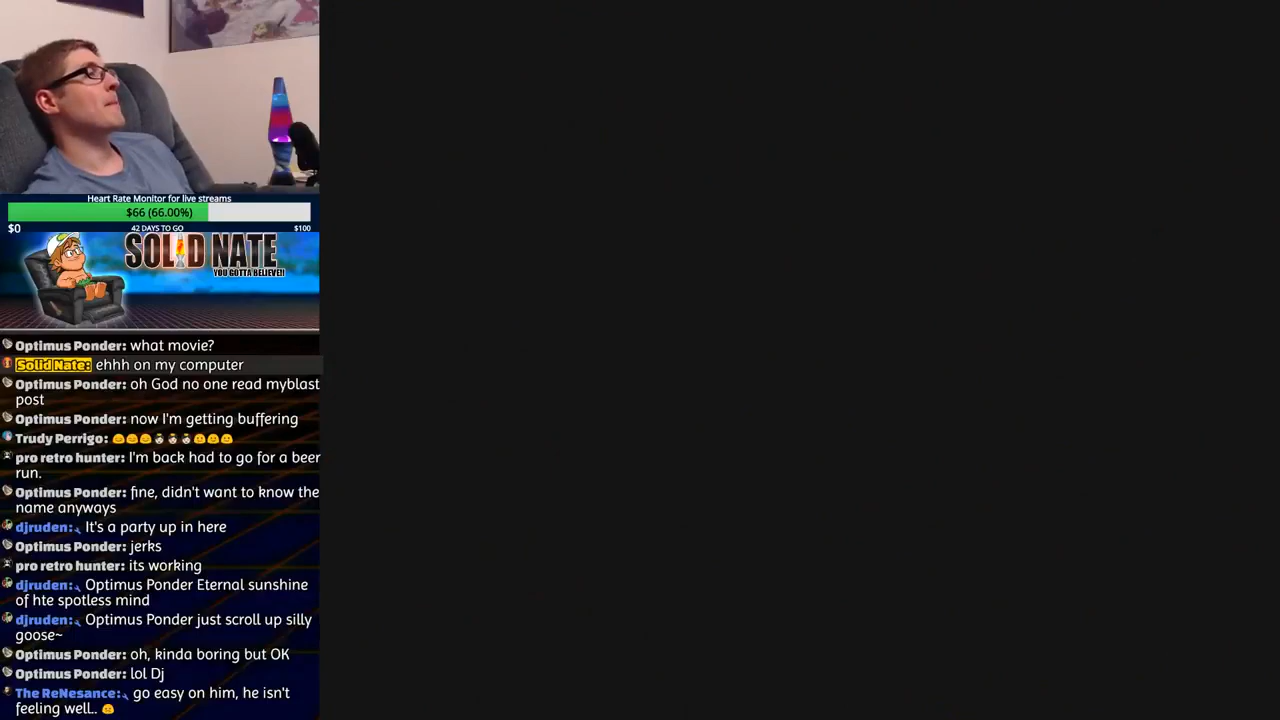 Heart Rate Monitor for live streams
$66 (66.00%)
$0 42 DAYS TO GO $100
SOLID NATE
YOU GOTTA BELIEVE!!
Optimus Ponder: what movie?
Solid Nate: ehhh on my computer
Optimus Ponder: oh God no one read myblast
post
Optimus Ponder: now I'm getting buffering
Trudy Perrigo:
pro retro hunter: I'm back had to go for a beer
run.
Optimus Ponder: fine, didn't want to know the
name anyways
djruden: It's a party up in here
Optimus Ponder: jerks
pro retro hunter: its working
djruden: Optimus Ponder Eternal sunshine
of hte spotless mind
djruden: Optimus Ponder just scroll up silly
goose~
Optimus Ponder: oh, kinda boring but OK
Optimus Ponder: lol Dj
The ReNesance: go easy on him, he isn't
feeling well..